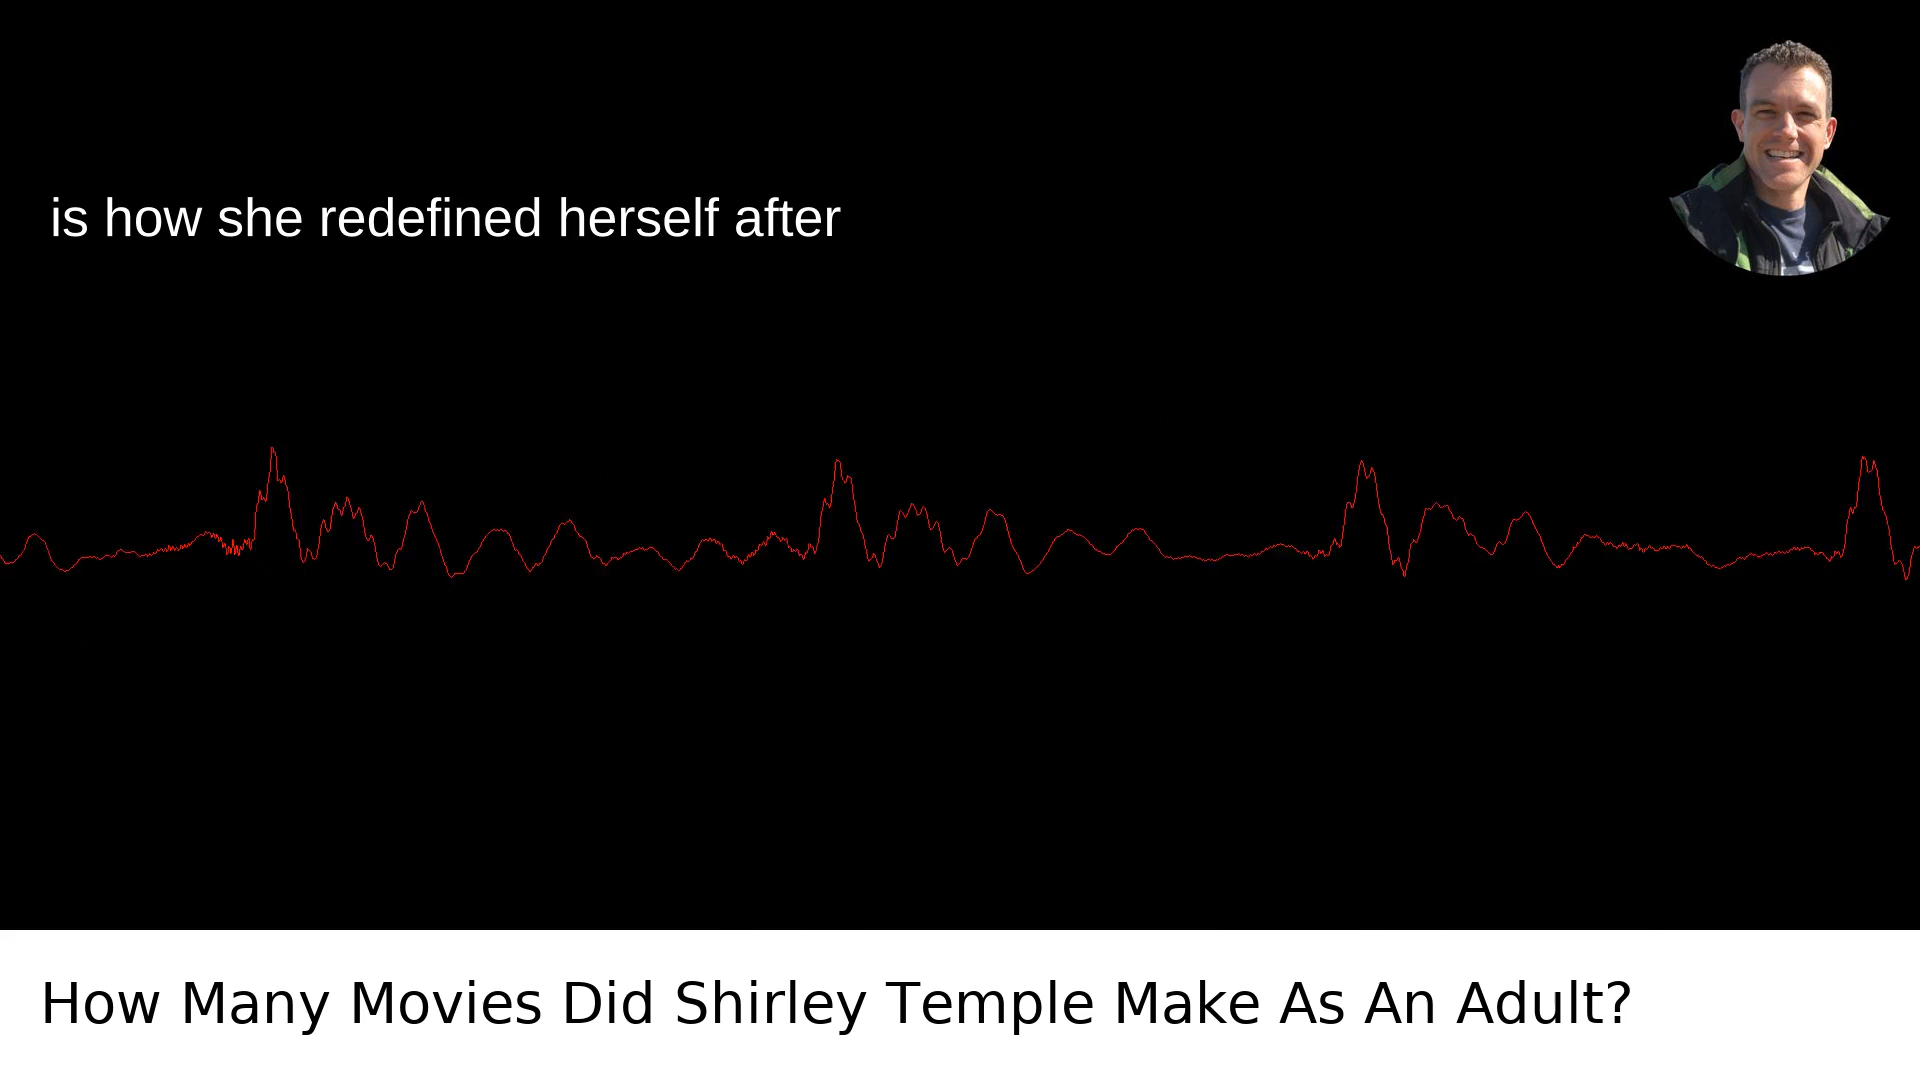 is how she redefined herself after
How Many Movies Did Shirley Temple Make As An Adult?